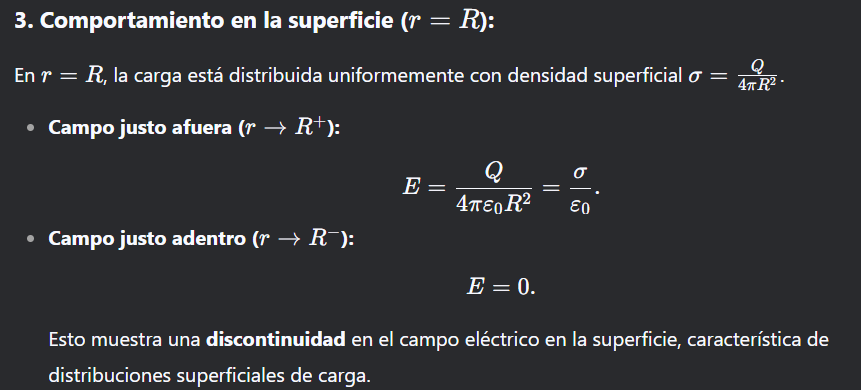 3. Comportamiento en la superficie (r = R):
En r = R, la carga está distribuida uniformemente con densidad superficial σ = Q/4πR².
• Campo justo afuera (r → R⁺):
E = Q/4πε₀R² = σ/ε₀.
• Campo justo adentro (r → R⁻):
E = 0.
Esto muestra una discontinuidad en el campo eléctrico en la superficie, característica de
distribuciones superficiales de carga.